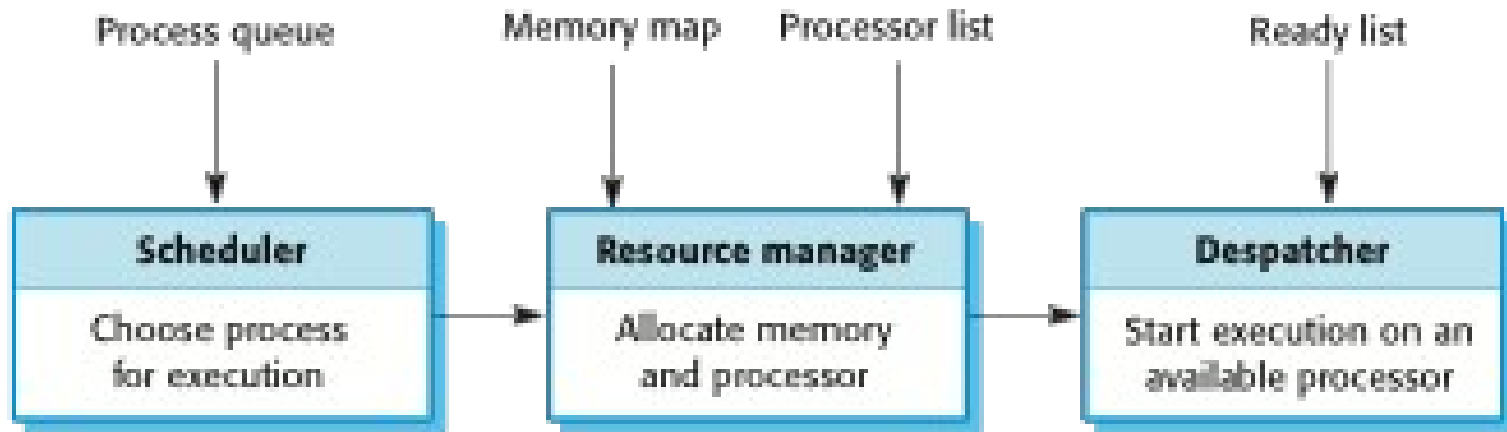 Process queue
Memory map
Processor list
Ready list
Scheduler
Choose process
for execution
Resource manager
Allocate memory
and processor
Despatcher
Start execution on an
available processor